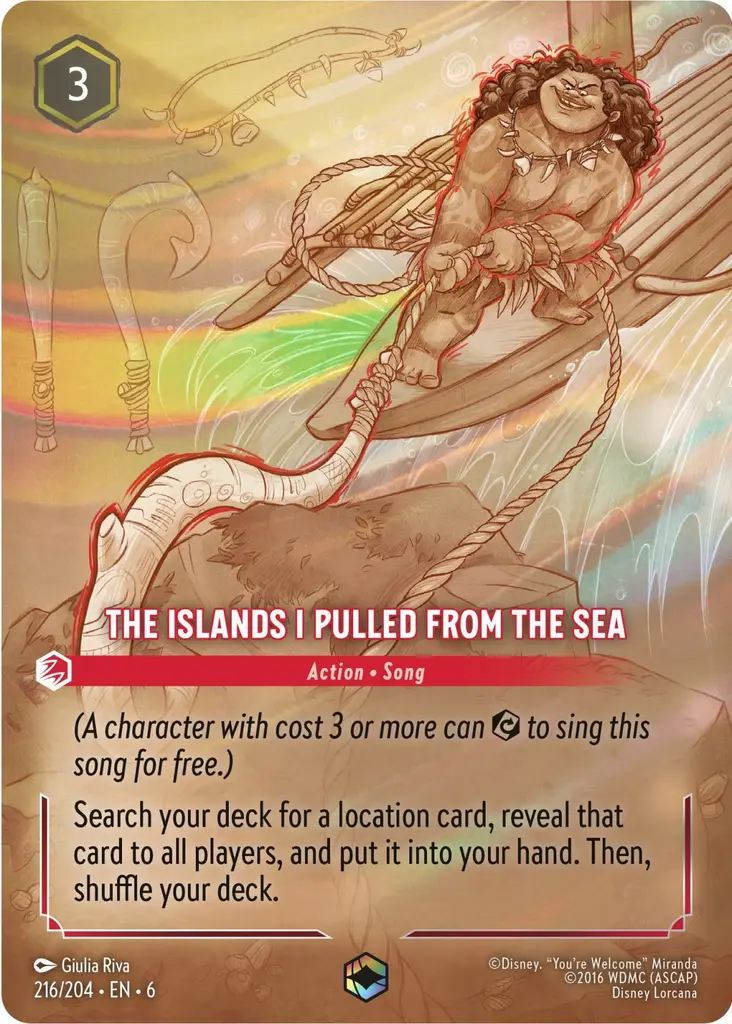 3
THE ISLANDS I PULLED FROM THE SEA
Action • Song
(A character with cost 3 or more can to sing this
song for free.)
Search your deck for a location card, reveal that
card to all players, and put it into your hand. Then,
shuffle your deck.
Giulia Riva
216/204 • EN • 6
©Disney. “You’re Welcome” Miranda
©2016 WDMC (ASCAP)
Disney Lorcana